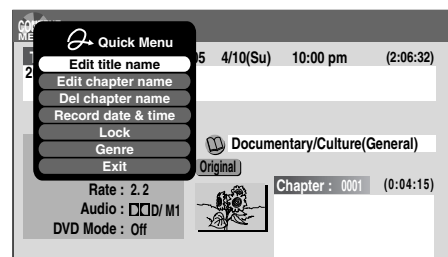 Quick Menu
Edit title name
Edit chapter name
Del chapter name
Record date & time
Lock
Genre
Exit
05 4/10(Su) 10:00 pm (2:06:32)
2
Documentary/Culture(General)
Original
Chapter : 0001 (0:04:15)
Rate : 2.2
Audio : D/M1
DVD Mode : Off